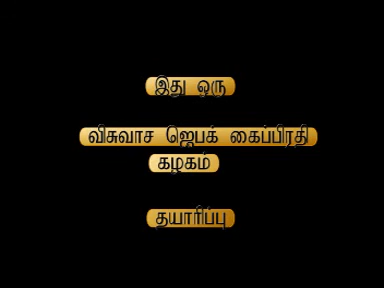 இது ஒரு
விசுவாச ஜெபக் கைப்பிரதி
கழகம்
தயாரிப்பு